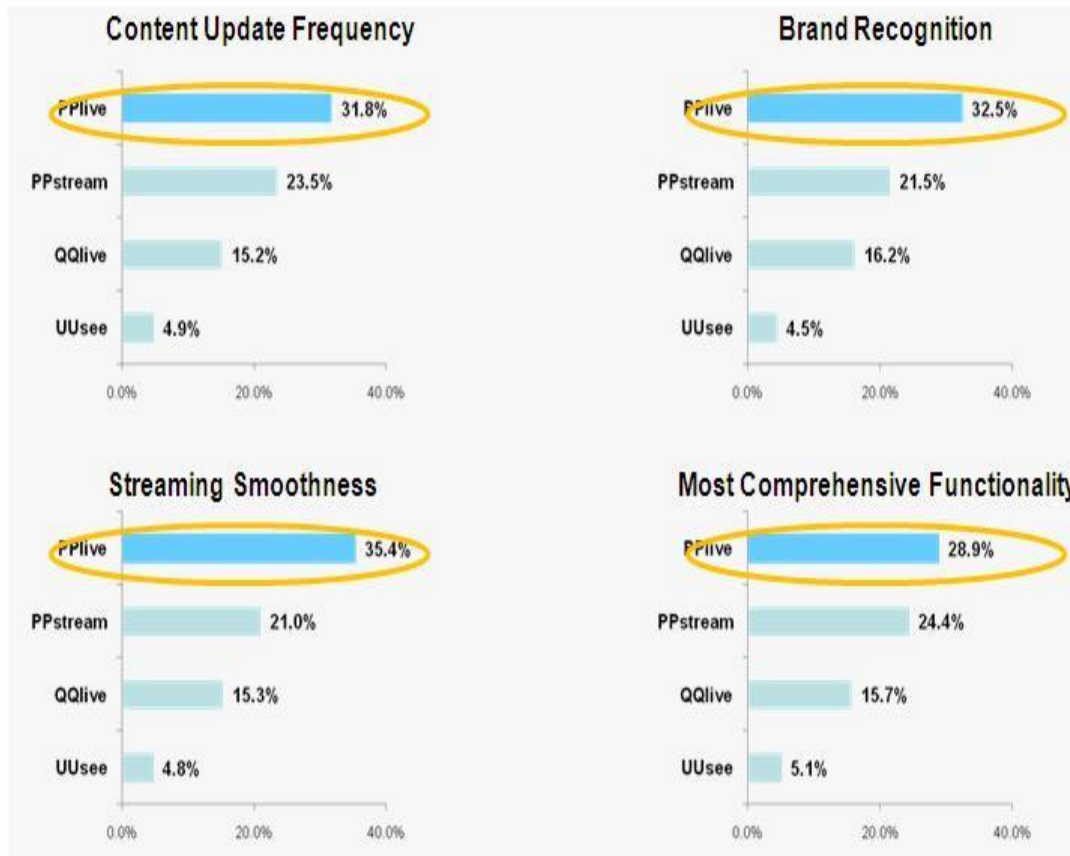 Content Update Frequency
PPlive 31.8%
PPstream 23.5%
QQlive 15.2%
UUsee 4.9%
0.0% 20.0% 40.0%
Brand Recognition
PPlive 32.5%
PPstream 21.5%
QQlive 16.2%
UUsee 4.5%
0.0% 20.0% 40.0%
Streaming Smoothness
PPlive 35.4%
PPstream 21.0%
QQlive 15.3%
UUsee 4.8%
0.0% 20.0% 40.0%
Most Comprehensive Functionality
PPlive 28.9%
PPstream 24.4%
QQlive 15.7%
UUsee 5.1%
0.0% 20.0% 40.0%